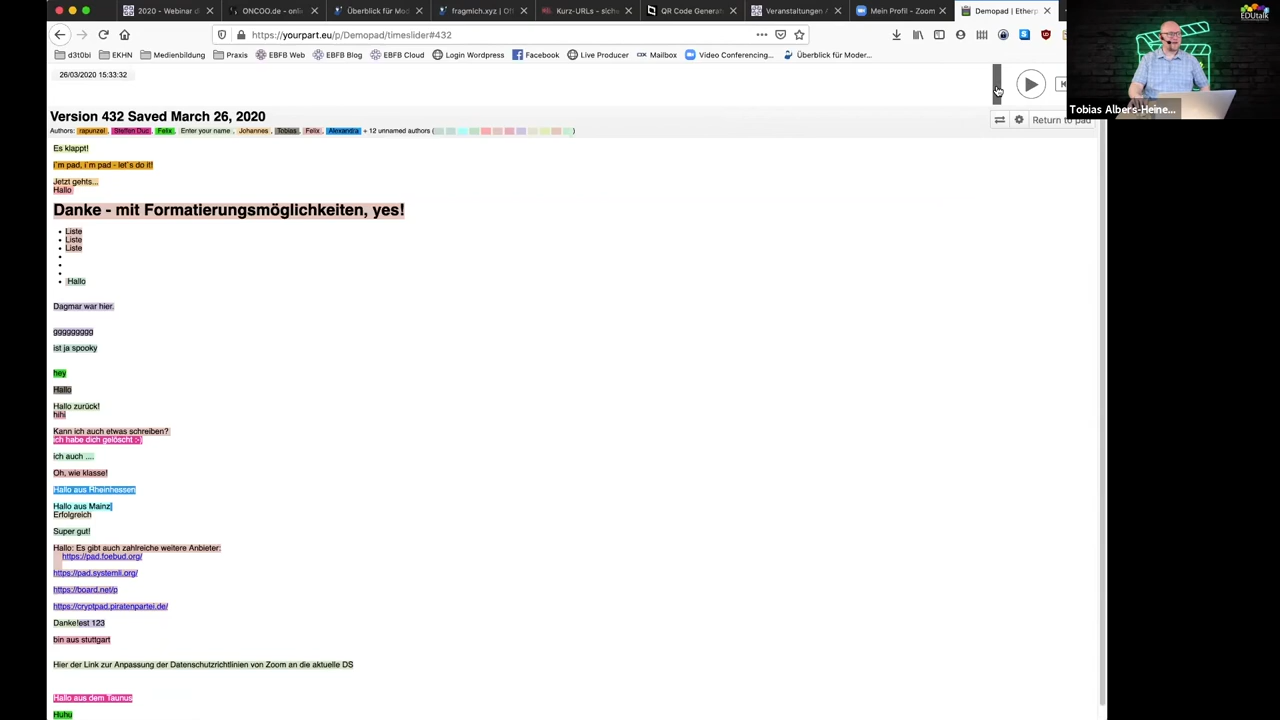 2020 - Webinar di
ONCOO.de - onli
Überblick für Mod
fragmich.xyz | Off
Kurz-URLs - siche
QR Code Generat
Veranstaltungen /
Mein Profil - Zoom
Demopad | Etherp
https://yourpart.eu/p/Demopad/timeslider#432
d3t0bi
EKHN
Medienbildung
Praxis
EBFB Web
EBFB Blog
EBFB Cloud
Login Wordpress
Facebook
Live Producer
Mailbox
Video Conferencing...
Überblick für Moder...
EDUtalk
Tobias Albers-Heine...
26/03/2020 15:33:32
Version 432 Saved March 26, 2020
Return to pad
Authors: rapunzel, Steffen Duc, Felix, Enter your name, Johannes, Tobias, Felix, Alexandra + 12 unnamed authors ( )
Es klappt!
i´m pad, i´m pad - let´s do it!
Jetzt gehts...
Hallo
Danke - mit Formatierungsmöglichkeiten, yes!
Liste
Liste
Liste
Hallo
Dagmar war hier.
ggggggggg
ist ja spooky
hey
Hallo
Hallo zurück!
hihi
Kann ich auch etwas schreiben?
ich habe dich gelöscht :-)
ich auch ....
Oh, wie klasse!
Hallo aus Rheinhessen
Hallo aus Mainz|
Erfolgreich
Super gut!
Hallo: Es gibt auch zahlreiche weitere Anbieter:
https://pad.foebud.org/
https://pad.systemli.org/
https://board.net/p
https://cryptpad.piratenpartei.de/
Danke!est 123
bin aus stuttgart
Hier der Link zur Anpassung der Datenschutzrichtlinien von Zoom an die aktuelle DS
Hallo aus dem Taunus
Huhu